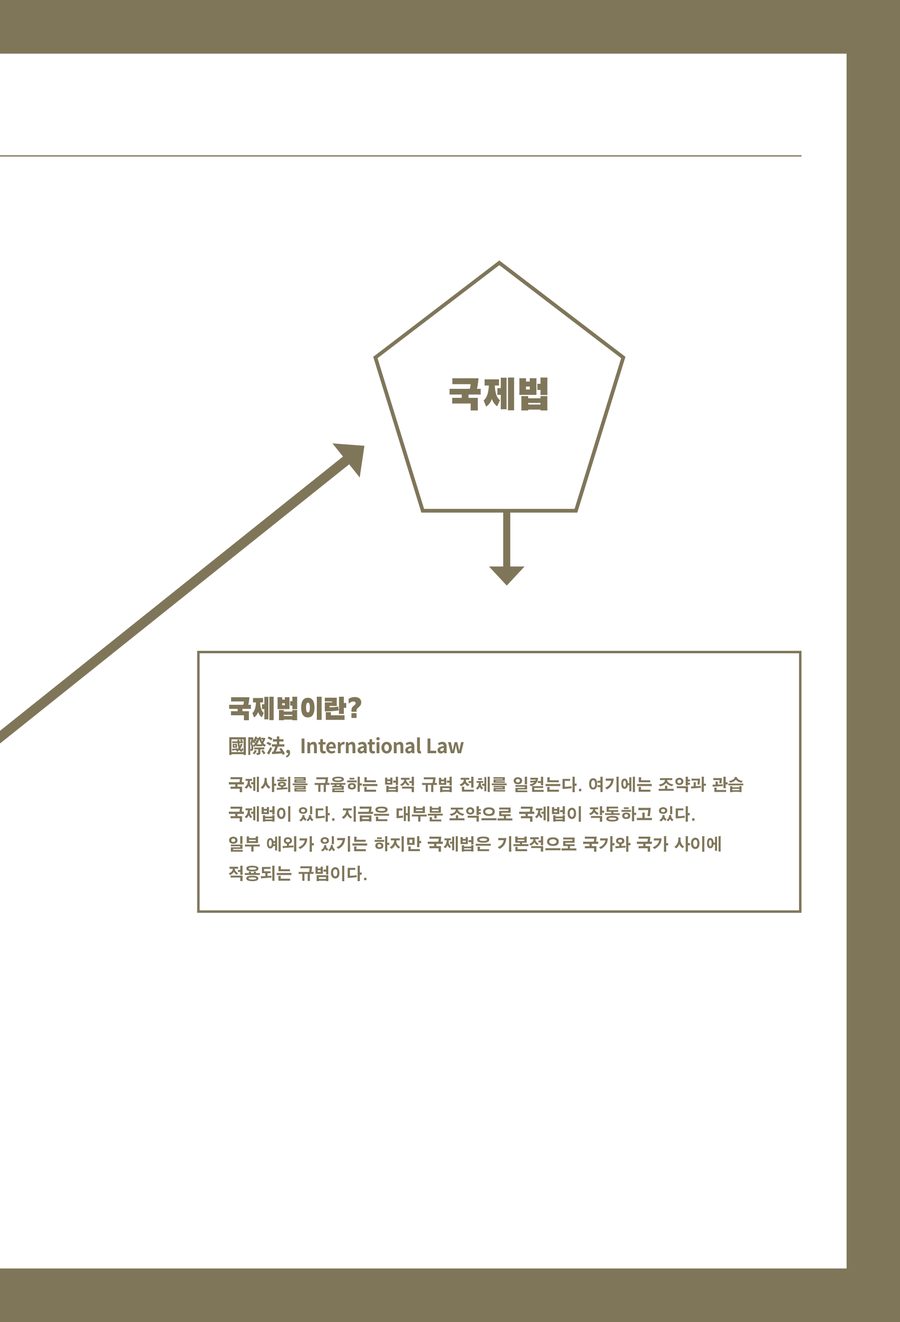 국제법
국제법이란?
國際法, International Law
국제사회를 규율하는 법적 규범 전체를 일컫는다. 여기에는 조약과 관습
국제법이 있다. 지금은 대부분 조약으로 국제법이 작동하고 있다.
일부 예외가 있기는 하지만 국제법은 기본적으로 국가와 국가 사이에
적용되는 규범이다.